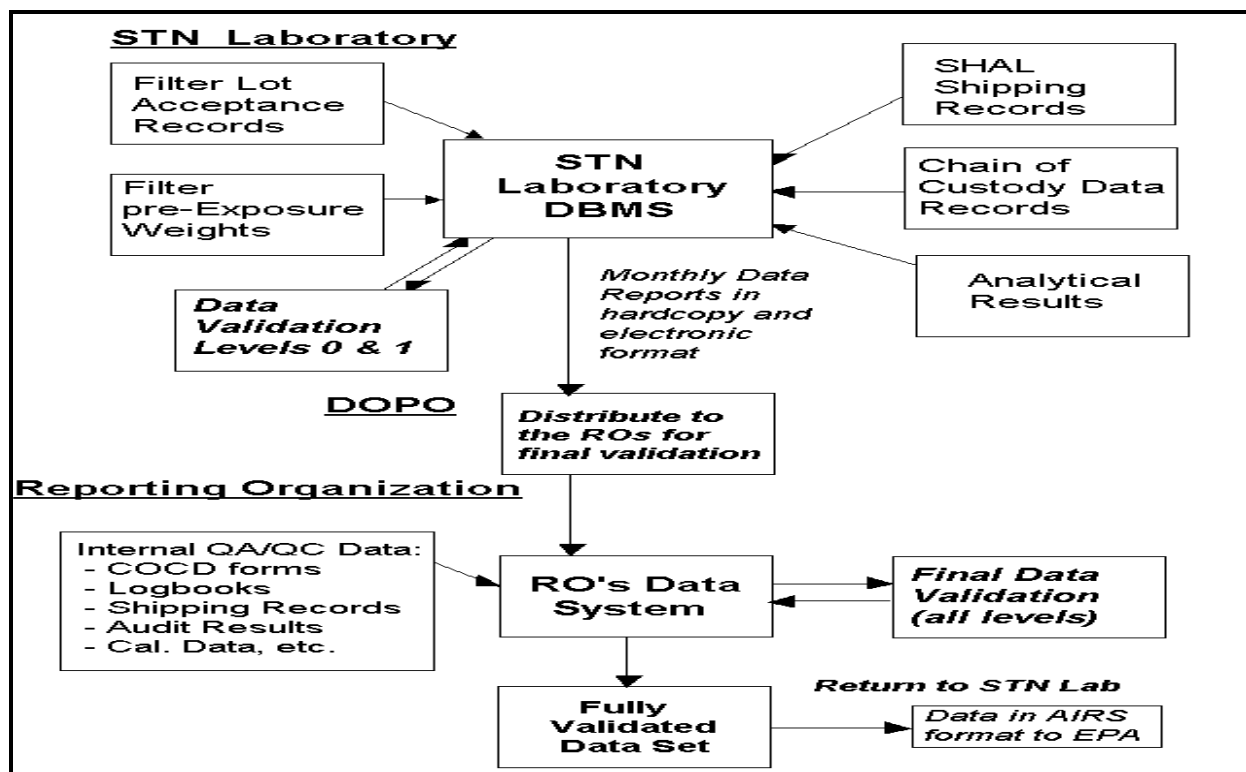 STN Laboratory
Filter Lot
Acceptance
Records
SHAL
Shipping
Records
STN
Laboratory
DBMS
Filter
pre-Exposure
Weights
Chain of
Custody Data
Records
Data
Validation
Levels 0 & 1
Monthly Data
Reports in
hardcopy and
electronic
format
Analytical
Results
DOPO
Distribute to
the ROs for
final validation
Reporting Organization
Internal QA/QC Data:
- COCD forms
- Logbooks
- Shipping Records
- Audit Results
- Cal. Data, etc.
RO's Data
System
Final Data
Validation
(all levels)
Fully
Validated
Data Set
Return to STN Lab
Data in AIRS
format to EPA